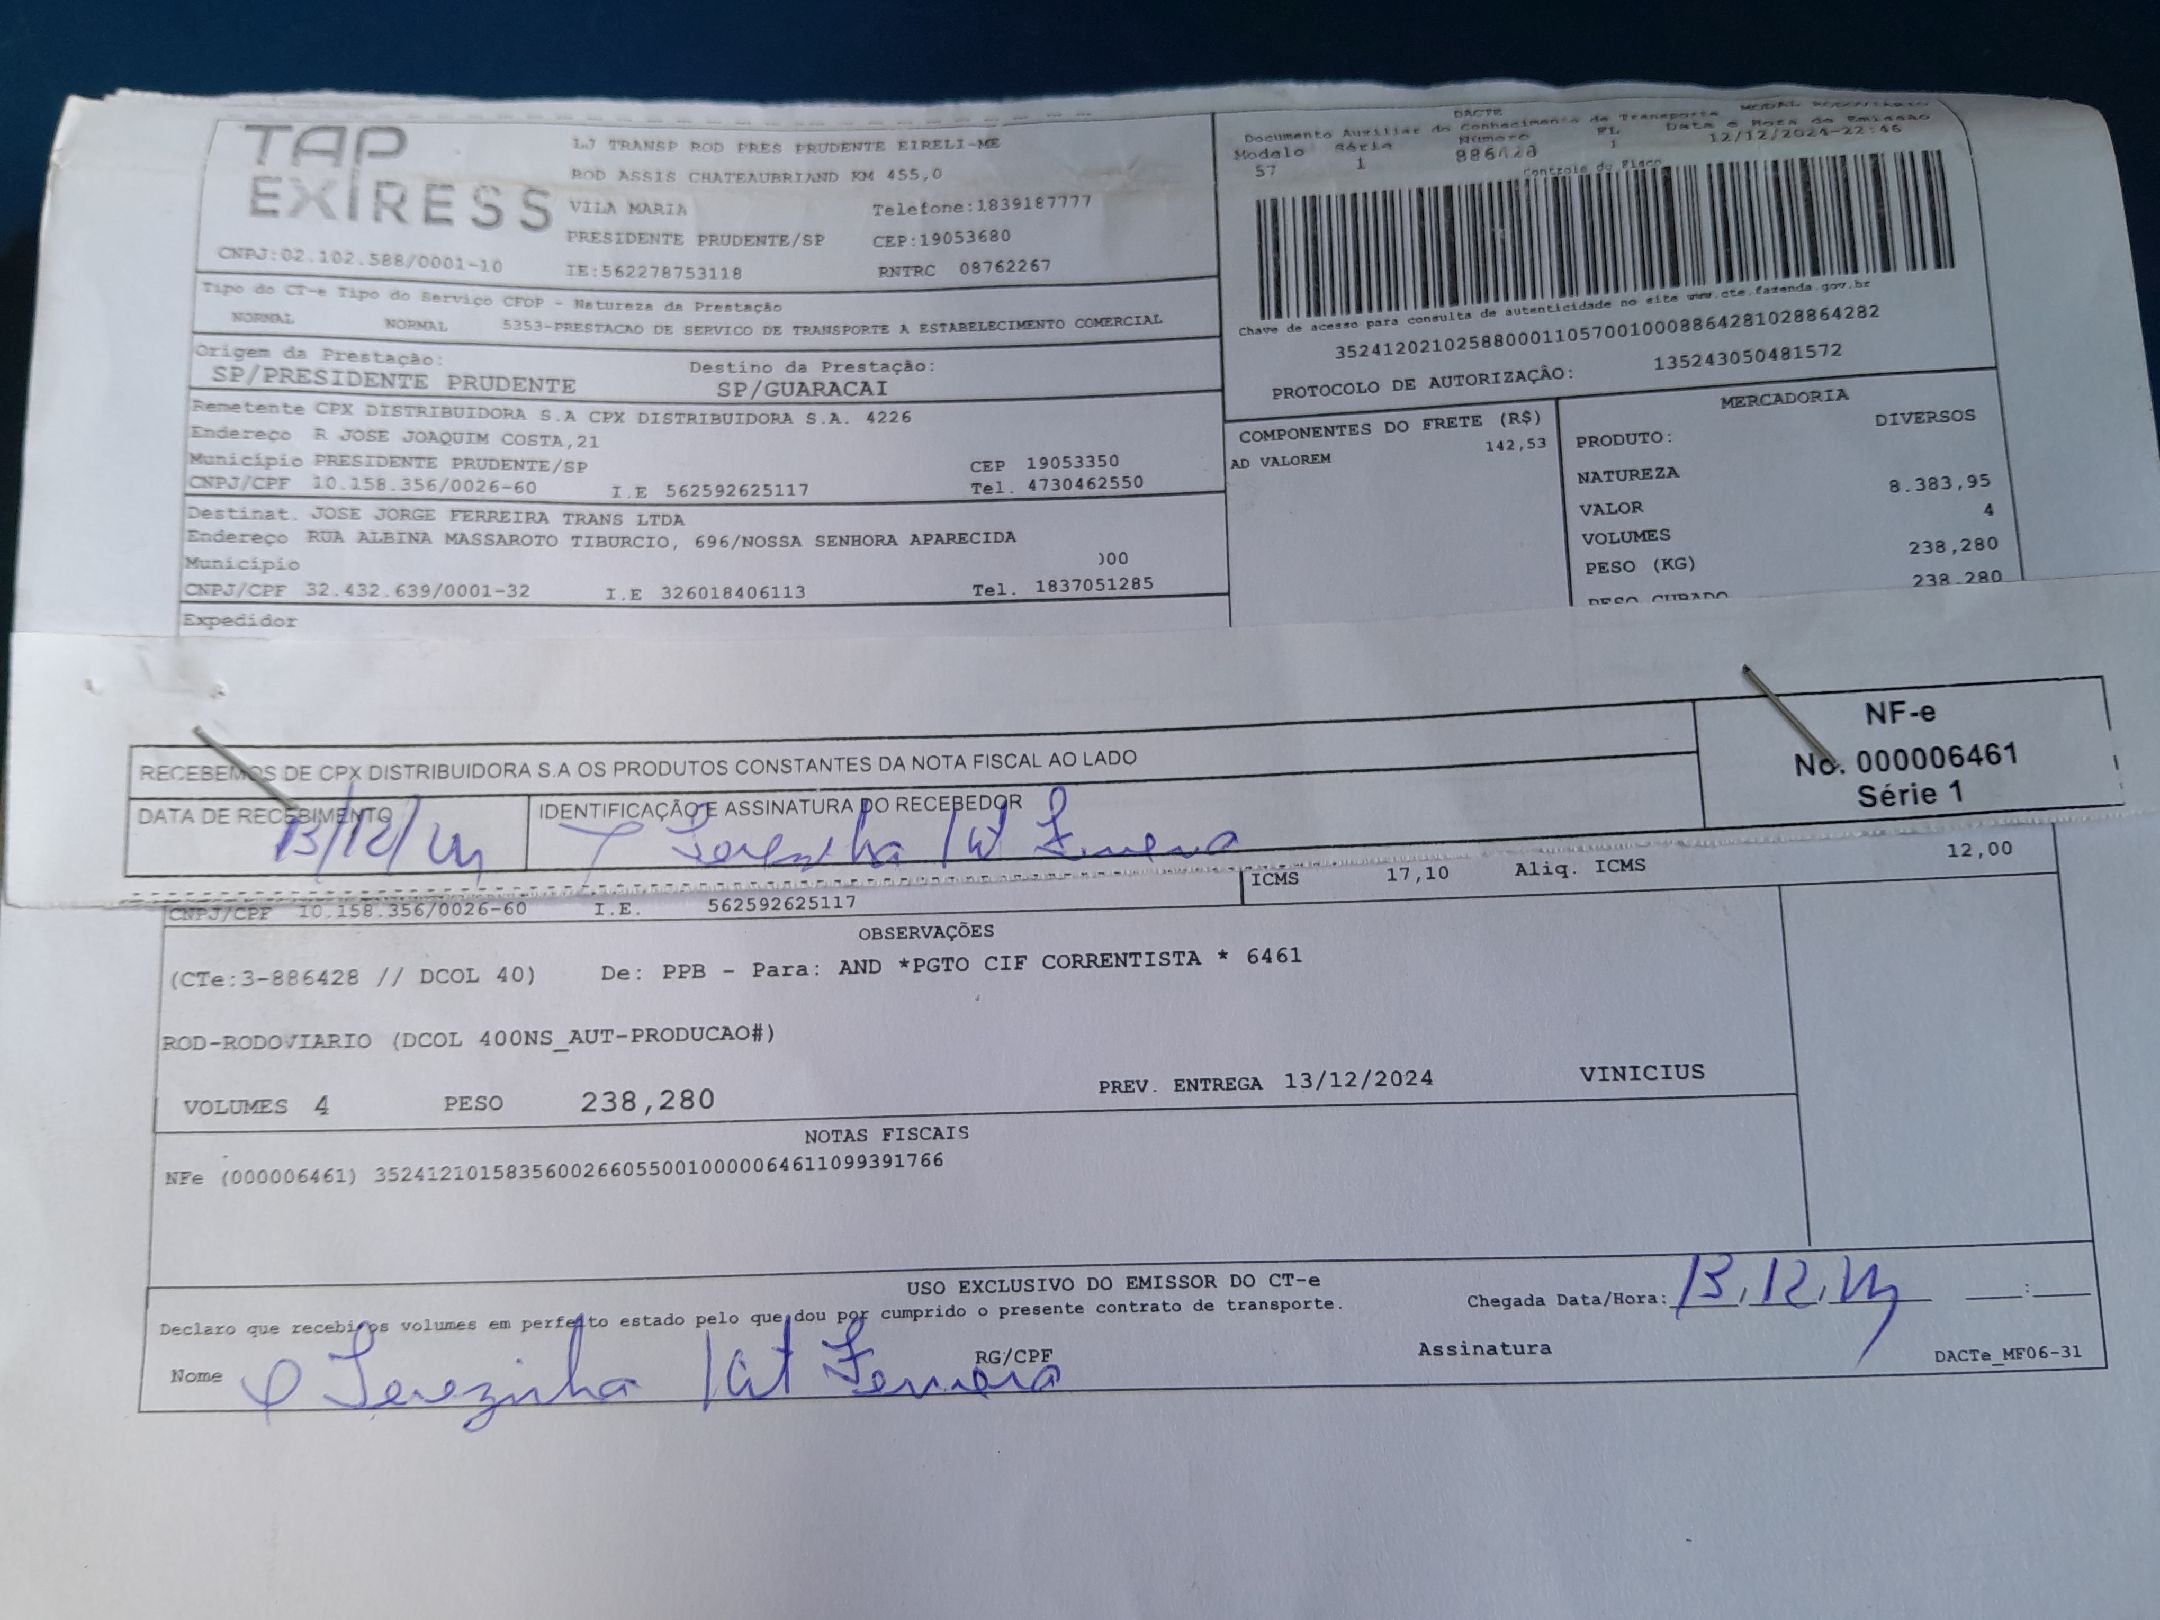 TAP
EXPRESS
LJ TRANSP ROD PRES PRUDENTE EIRELI-ME
ROD ASSIS CHATEAUBRIAND KM 455,0
VILA MARIA Telefone:1839187777
PRESIDENTE PRUDENTE/SP CEP:19053680
CNPJ:02.102.588/0001-10 IE:562278753118 RNTRC 08762267
DACTE MODAL RODOVIÁRIO
Documento Auxiliar do Conhecimento de Transporte
Modelo Série Número FL Data e Hora de Emissão
57 1 886428 1 12/12/2024-22:46
Controle do Fisco
Chave de acesso para consulta de autenticidade no site www.cte.fazenda.gov.br
35241202102588000110570010008864281028864282
PROTOCOLO DE AUTORIZAÇÃO: 135243050481572
Tipo do CT-e Tipo do Serviço CFOP - Natureza da Prestação
NORMAL NORMAL 5353-PRESTACAO DE SERVICO DE TRANSPORTE A ESTABELECIMENTO COMERCIAL
Origem da Prestação: Destino da Prestação:
SP/PRESIDENTE PRUDENTE SP/GUARACAI
Remetente CPX DISTRIBUIDORA S.A CPX DISTRIBUIDORA S.A. 4226
Endereço R JOSE JOAQUIM COSTA,21
Município PRESIDENTE PRUDENTE/SP CEP 19053350
CNPJ/CPF 10.158.356/0026-60 I.E 562592625117 Tel. 4730462550
Destinat. JOSE JORGE FERREIRA TRANS LTDA
Endereço RUA ALBINA MASSAROTO TIBURCIO, 696/NOSSA SENHORA APARECIDA
Município 00
CNPJ/CPF 32.432.639/0001-32 I.E 326018406113 Tel. 1837051285
Expedidor
COMPONENTES DO FRETE (R$)
142,53
AD VALOREM
MERCADORIA
PRODUTO: DIVERSOS
NATUREZA
VALOR 8.383,95
VOLUMES 4
PESO (KG) 238,280
PESO CUBADO 238,280
RECEBEMOS DE CPX DISTRIBUIDORA S.A OS PRODUTOS CONSTANTES DA NOTA FISCAL AO LADO
DATA DE RECEBIMENTO IDENTIFICAÇÃO E ASSINATURA DO RECEBEDOR
13/12/24 Terezinha Ferreira
NF-e
No. 000006461
Série 1
ICMS 17,10 Aliq. ICMS 12,00
CNPJ/CPF 10.158.356/0026-60 I.E. 562592625117
OBSERVAÇÕES
(CTe:3-886428 // DCOL 40) De: PPB - Para: AND *PGTO CIF CORRENTISTA * 6461
ROD-RODOVIARIO (DCOL 400NS_AUT-PRODUCAO#)
VOLUMES 4 PESO 238,280 PREV. ENTREGA 13/12/2024 VINICIUS
NOTAS FISCAIS
NFe (000006461) 35241210158356002660550010000064611099391766
USO EXCLUSIVO DO EMISSOR DO CT-e
Declaro que recebi os volumes em perfeito estado pelo que dou por cumprido o presente contrato de transporte.
Chegada Data/Hora: 13.12.24 :
Nome Terezinha Ferreira RG/CPF Assinatura DACTe_MF06-31